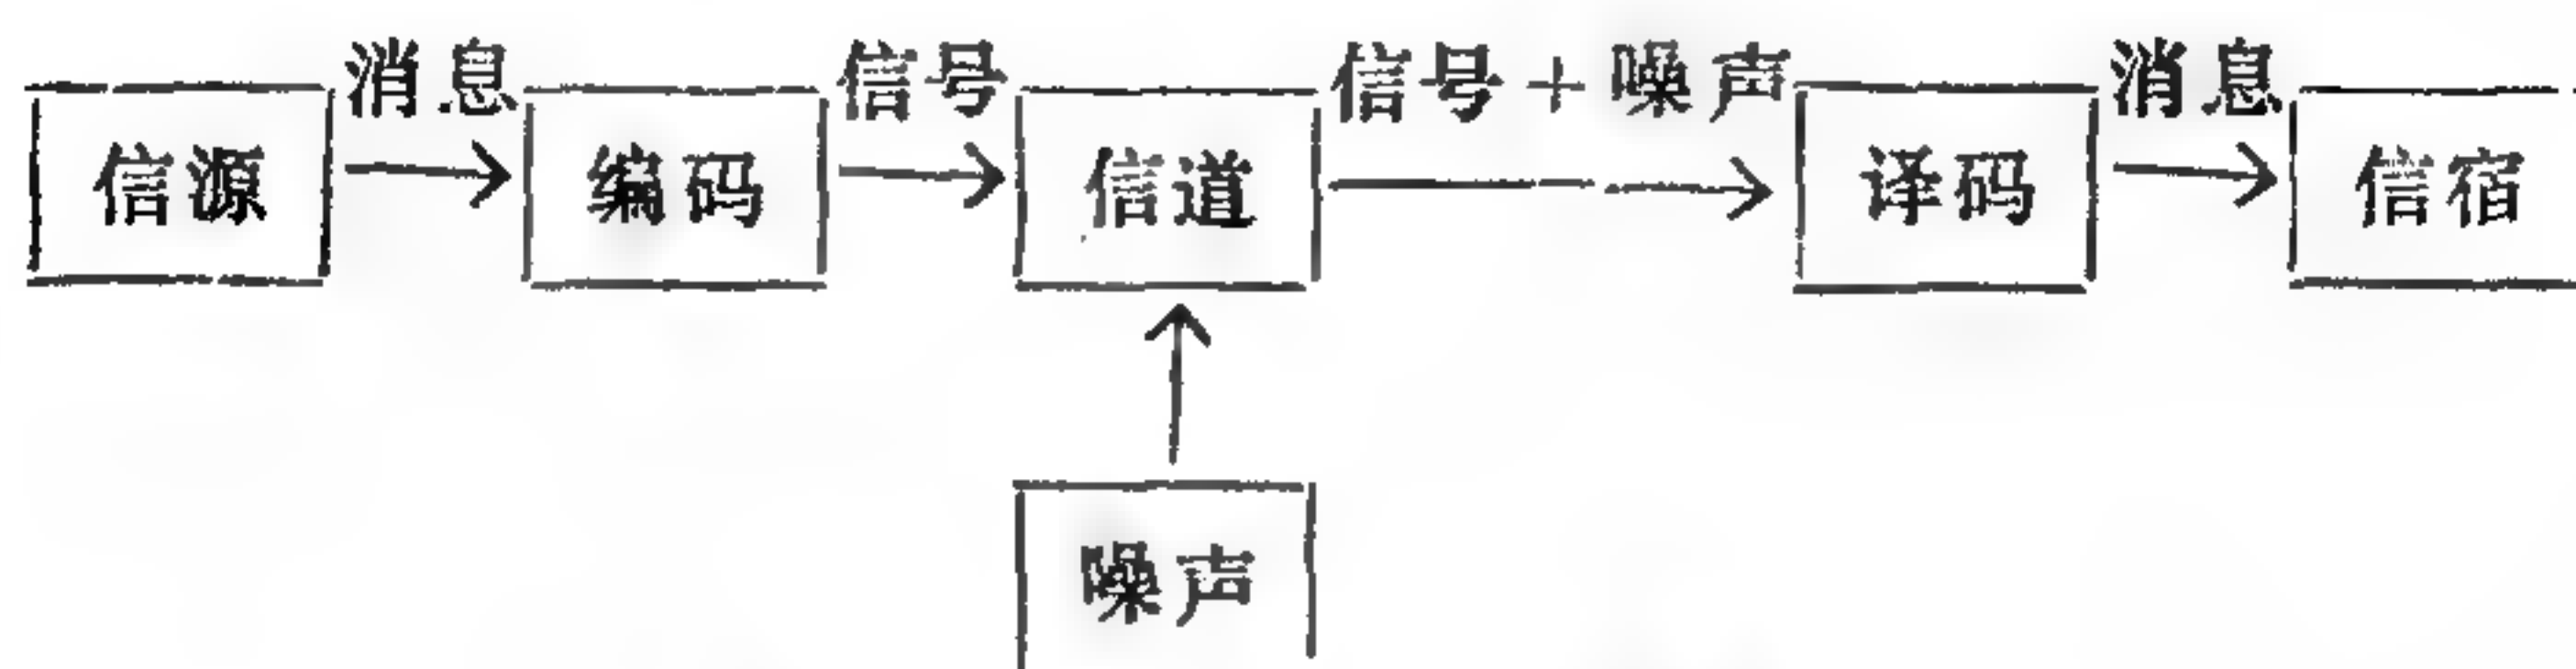 消息 信号 信号+噪声 消息
信源 编码 信道 译码 信宿
噪声